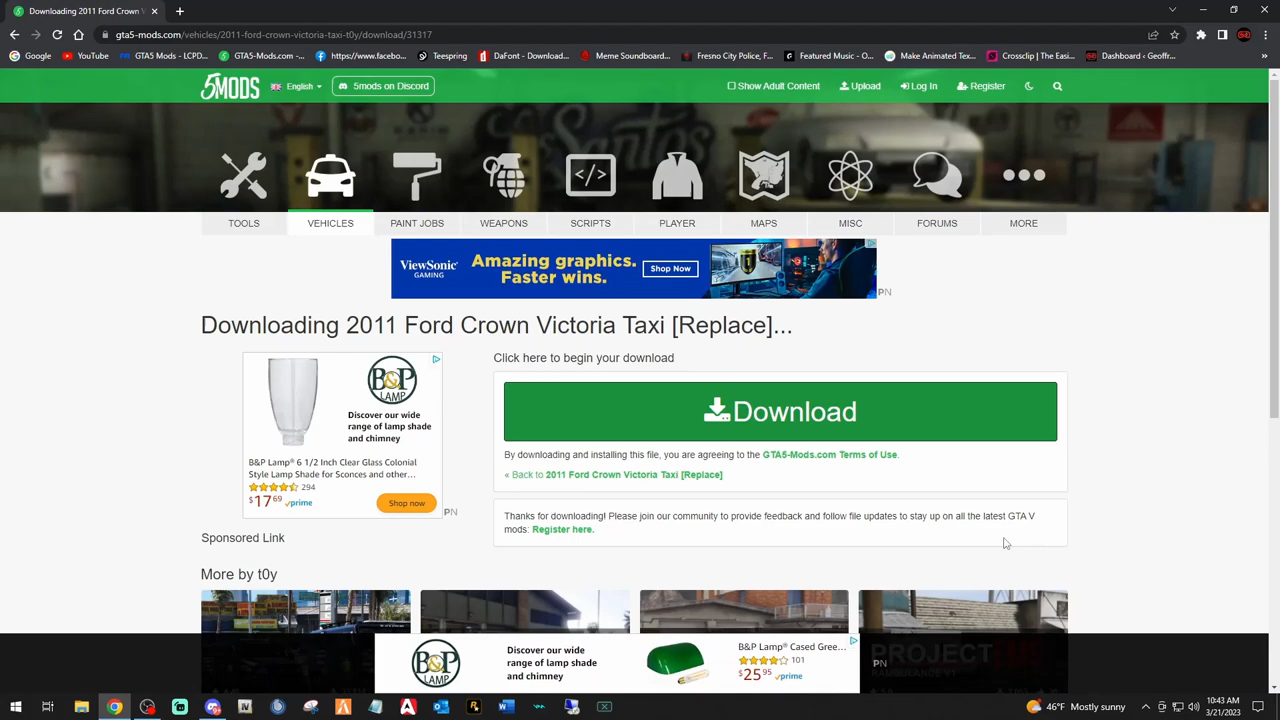 Downloading 2011 Ford Crown Vic
gta5-mods.com/vehicles/2011-ford-crown-victoria-taxi-t0y/download/31317
Google YouTube GTA5 Mods - LCPD... GTA5-Mods.com -... https://www.facebo... Teepring DaFont - Download... Meme Soundboard... Fresno City Police, F... Featured Music - O... Make Animated Tex... Crossclip | The Easi... Dashboard ‹ Geoffr...
5MODS English 5mods on Discord Show Adult Content Upload Log In Register
TOOLS VEHICLES PAINT JOBS WEAPONS SCRIPTS PLAYER MAPS MISC FORUMS MORE
ViewSonic GAMING
Amazing graphics.
Faster wins.
Shop Now
PN
Downloading 2011 Ford Crown Victoria Taxi [Replace]...
B&P
LAMP
Discover our wide
range of lamp shade
and chimney
B&P Lamp® 6 1/2 Inch Clear Glass Colonial
Style Lamp Shade for Sconces and other...
294
$17 69 prime
Shop now
PN
Sponsored Link
Click here to begin your download
Download
By downloading and installing this file, you are agreeing to the GTA5-Mods.com Terms of Use.
« Back to 2011 Ford Crown Victoria Taxi [Replace]
Thanks for downloading! Please join our community to provide feedback and follow file updates to stay up on all the latest GTA V
mods: Register here.
More by t0y
B&P
LAMP
Discover our wide
range of lamp shade
and chimney
B&P Lamp® Cased Gree...
101
$25 95 prime
PN
PROJECT
46°F Mostly sunny
10:43 AM
3/21/2023